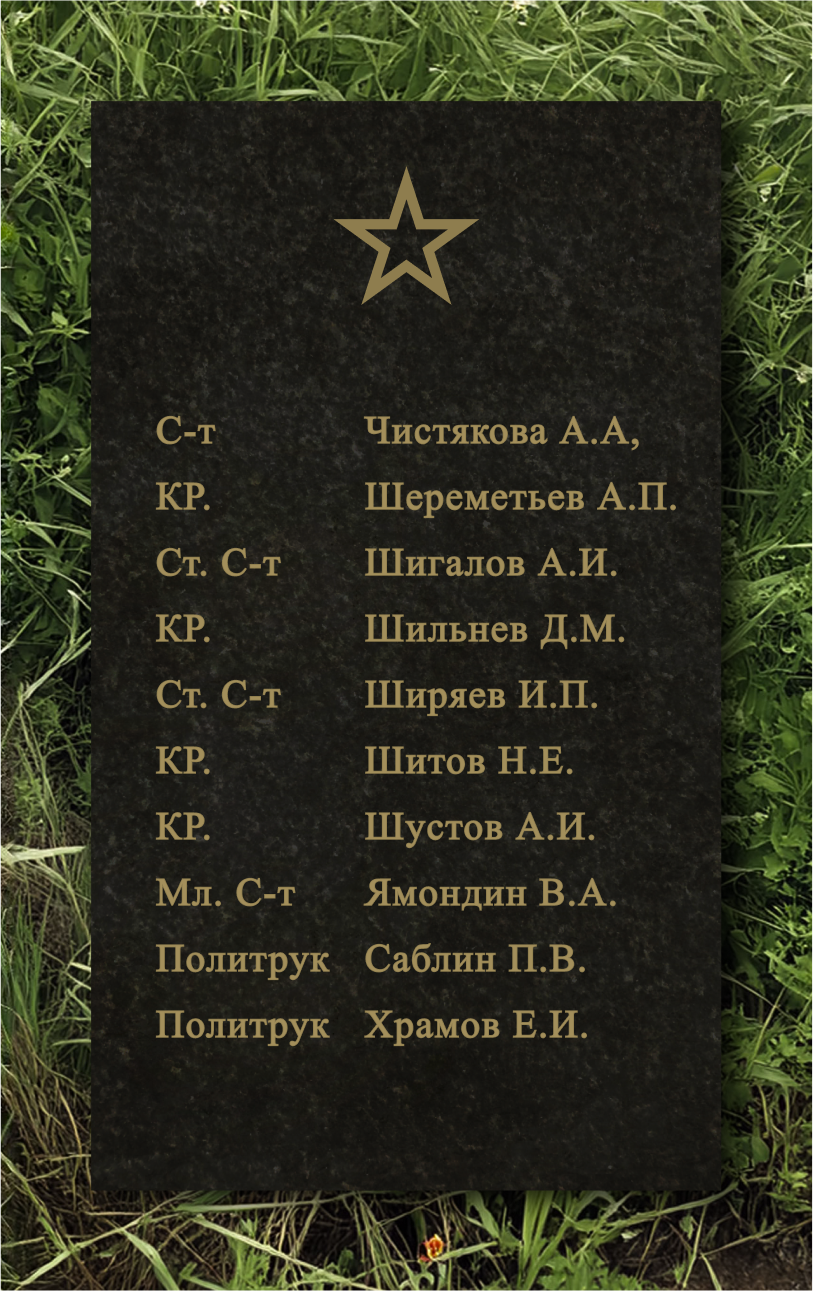 С-т Чистякова А.А,
КР. Шереметьев А.П.
Ст. С-т Шигалов А.И.
КР. Шильнев Д.М.
Ст. С-т Ширяев И.П.
КР. Шитов Н.Е.
КР. Шустов А.И.
Мл. С-т Ямондин В.А.
Политрук Саблин П.В.
Политрук Храмов Е.И.